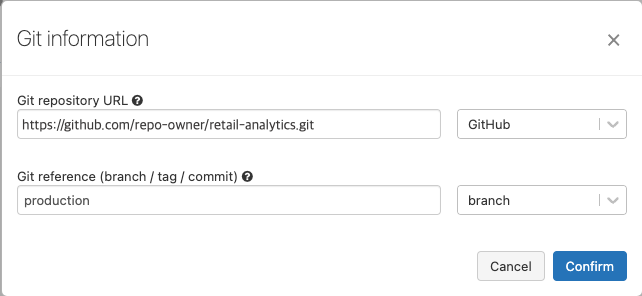 Git information
Git repository URL
https://github.com/repo-owner/retail-analytics.git
GitHub
Git reference (branch / tag / commit)
production
branch
Cancel
Confirm